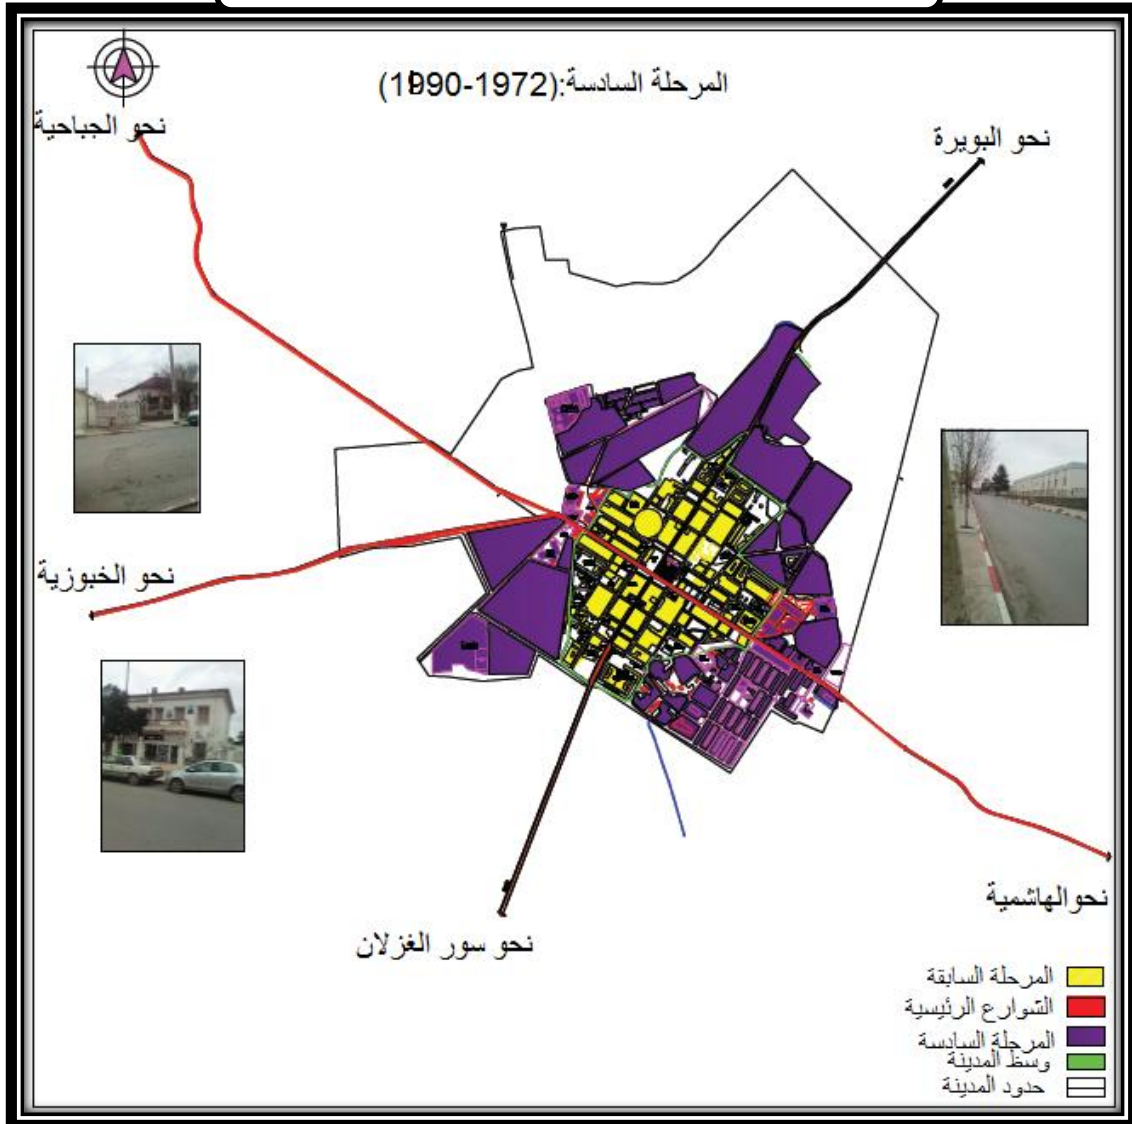 المرحلة السادسة:(1972-1990)
نحو الجباحية
نحو البويرة
نحو الخبوزية
نحو الهاشمية
نحو سور الغزلان
المرحلة السابقة
الشوارع الرئيسية
المرحلة السادسة
وسط المدينة
حدود المدينة